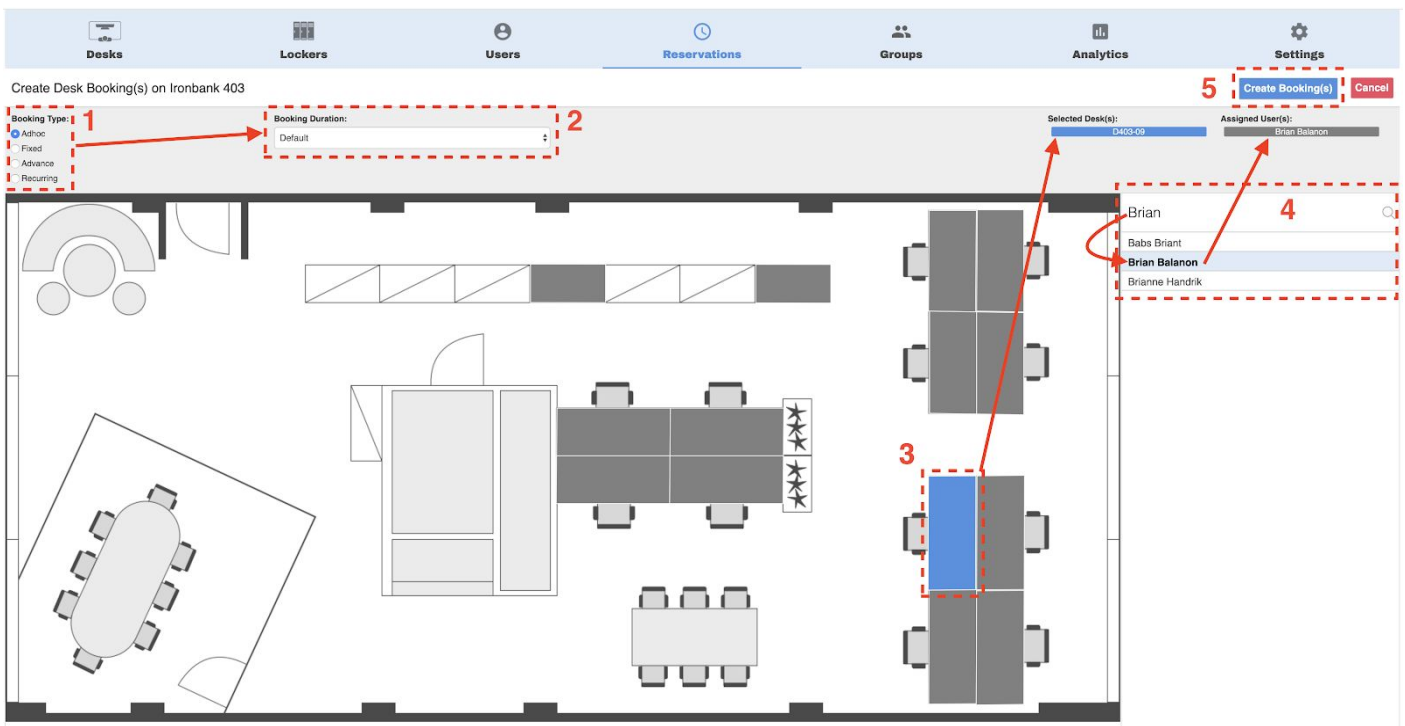 Desks
Lockers
Users
Reservations
Groups
Analytics
Settings
Create Desk Booking(s) on Ironbank 403
5
Create Booking(s)
Cancel
Booking Type:
1
Adhoc
Fixed
Advance
Recurring
Booking Duration:
Default
2
Selected Desk(s):
D403-09
Assigned User(s):
Brian Balanon
Brian
4
Babs Briant
Brian Balanon
Brianne Handrik
3